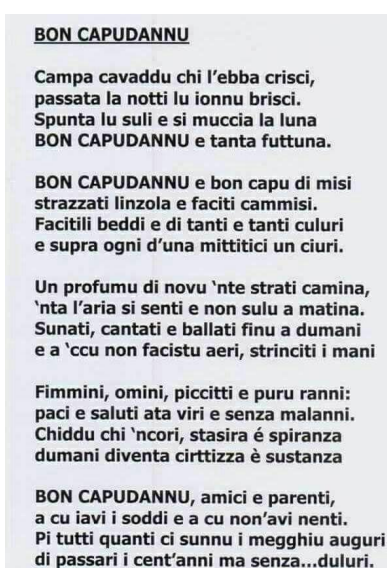 BON CAPUDANNU
Campa cavaddu chi l'ebba crisci,
passata la notti lu ionnu brisci.
Spunta lu suli e si muccia la luna
BON CAPUDANNU e tanta futtuna.
BON CAPUDANNU e bon capu di misi
strazzati linzola e faciti cammisi.
Facitili beddi e di tanti e tanti culuri
e supra ogni d'una mittitici un ciuri.
Un profumu di novu 'nte strati camina,
'nta l'aria si senti e non sulu a matina.
Sunati, cantati e ballati finu a dumani
e a 'ccu non facistu aeri, strinciti i mani
Fimmini, omini, piccitti e puru ranni:
paci e saluti ata viri e senza malanni.
Chiddu chi 'ncori, stasira é spiranza
dumani diventa cirttizza è sustanza
BON CAPUDANNU, amici e parenti,
a cu iavi i soddi e a cu non'avi nenti.
Pi tutti quanti ci sunnu i megghiu auguri
di passari i cent'anni ma senza...duluri.